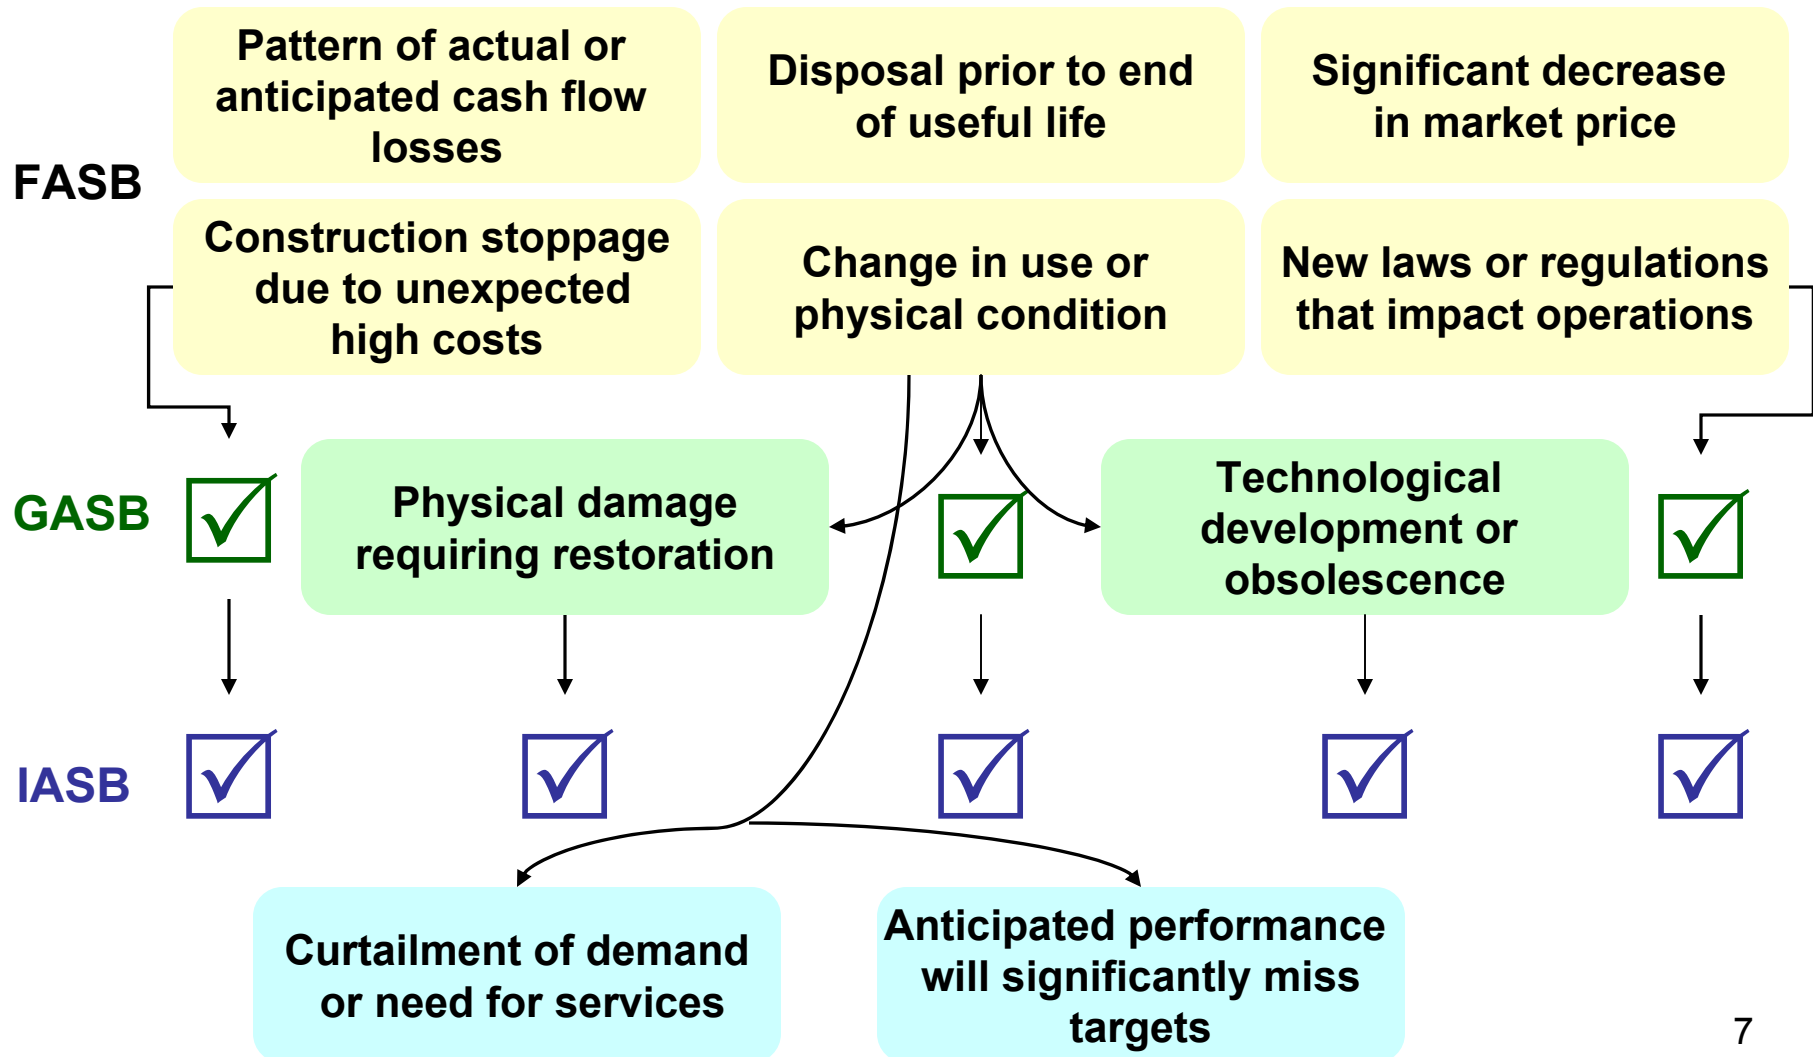 FASB
Pattern of actual or
anticipated cash flow
losses
Disposal prior to end
of useful life
Significant decrease
in market price
Construction stoppage
due to unexpected
high costs
Change in use or
physical condition
New laws or regulations
that impact operations
GASB
Physical damage
requiring restoration
Technological
development or
obsolescence
IASB
Curtailment of demand
or need for services
Anticipated performance
will significantly miss
targets
7